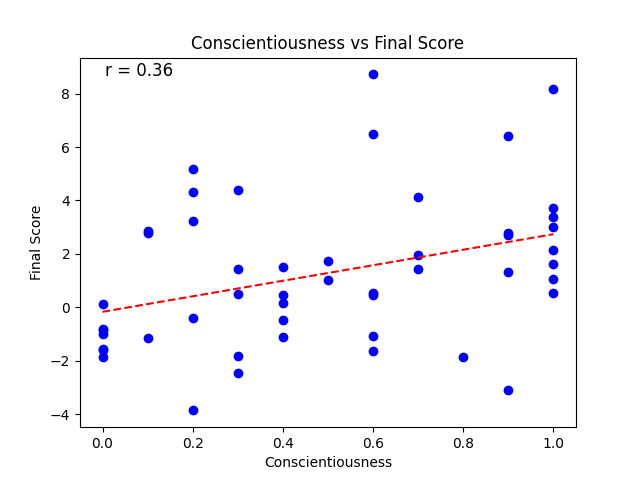 Conscientiousness vs Final Score
r = 0.36
Final Score
8
6
4
2
0
−2
−4
0.0 0.2 0.4 0.6 0.8 1.0
Conscientiousness